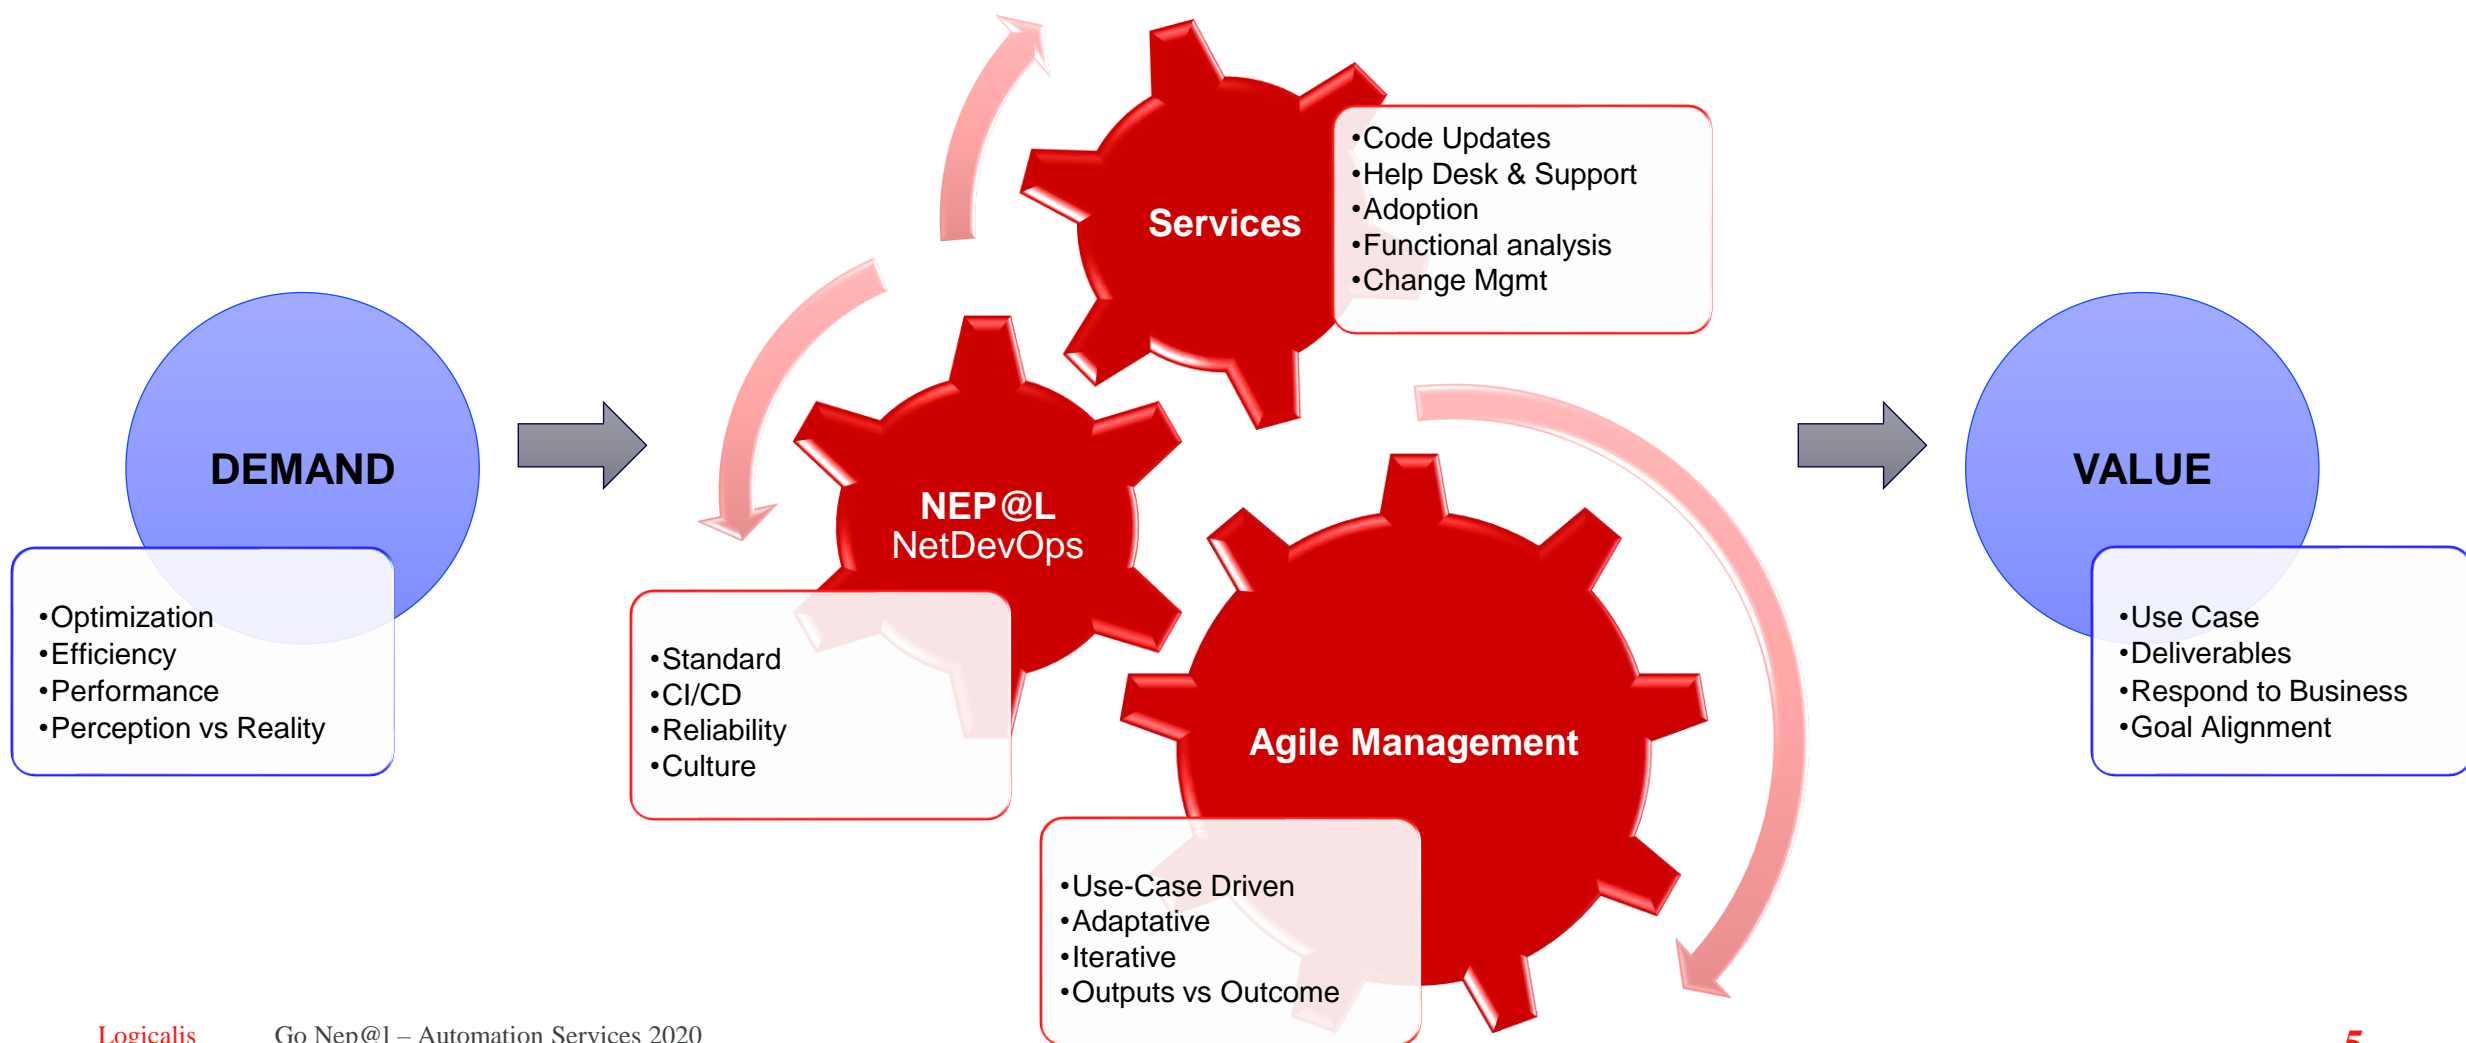 DEMAND
•Optimization
•Efficiency
•Performance
•Perception vs Reality
Services
•Code Updates
•Help Desk & Support
•Adoption
•Functional analysis
•Change Mgmt
NEP@L
NetDevOps
•Standard
•CI/CD
•Reliability
•Culture
Agile Management
•Use-Case Driven
•Adaptative
•Iterative
•Outputs vs Outcome
VALUE
•Use Case
•Deliverables
•Respond to Business
•Goal Alignment
Logicalis Go Nep@l – Automation Services 2020 5